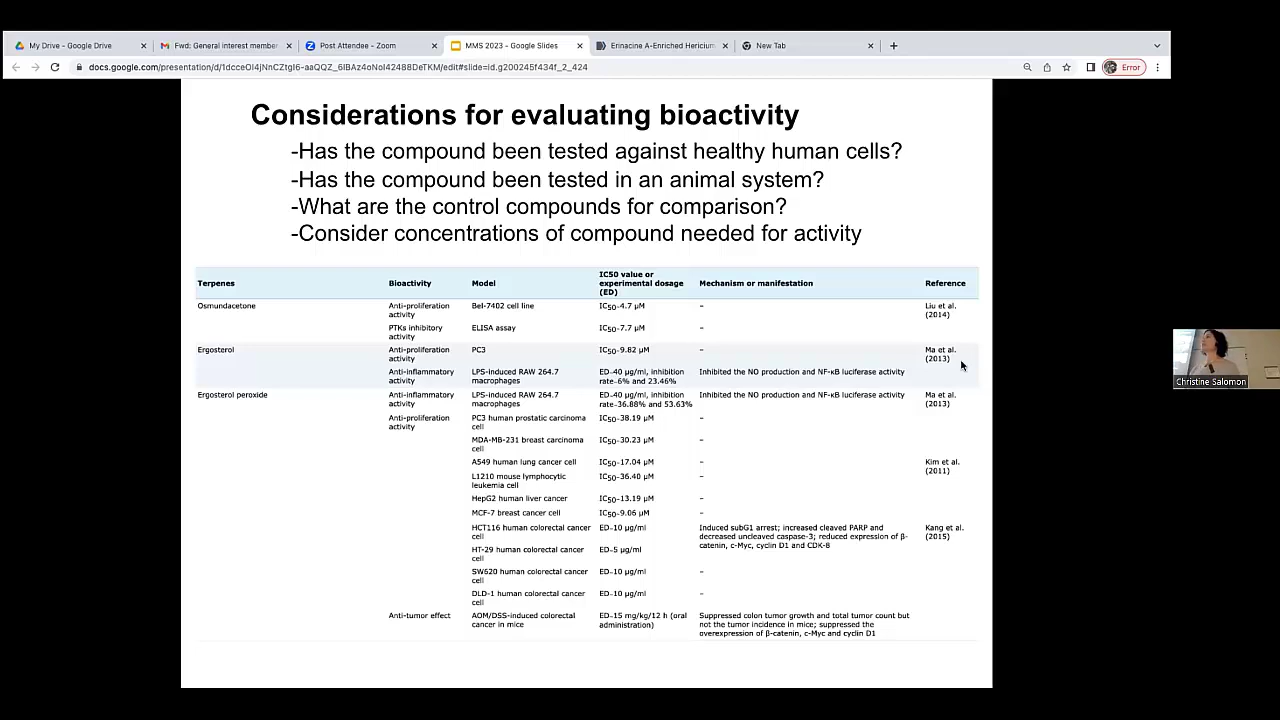 My Drive - Google Drive
Fwd: General interest membe
Post Attendee - Zoom
MMS 2023 - Google Slides
Erinacine A-Enriched Hericium
New Tab
Error
Considerations for evaluating bioactivity
-Has the compound been tested against healthy human cells?
-Has the compound been tested in an animal system?
-What are the control compounds for comparison?
-Consider concentrations of compound needed for activity
Terpenes Bioactivity Model IC50 value or experimental dosage (ED) Mechanism or manifestation Reference
Osmundacetone Anti-proliferation activity Bel-7402 cell line IC50-4.7 µM – Liu et al. (2014)
PTKs inhibitory activity ELISA assay IC50-7.7 µM –
Ergosterol Anti-proliferation activity PC3 IC50-9.82 µM – Ma et al. (2013)
Anti-inflammatory activity LPS-induced RAW 264.7 macrophages ED-40 µg/ml, inhibition rate-6% and 23.46% Inhibited the NO production and NF-κB luciferase activity
Ergosterol peroxide Anti-inflammatory activity LPS-induced RAW 264.7 macrophages ED-40 µg/ml, inhibition rate-36.88% and 53.63% Inhibited the NO production and NF-κB luciferase activity Ma et al. (2013)
Anti-proliferation activity PC3 human prostatic carcinoma cell IC50-38.19 µM –
MDA-MB-231 breast carcinoma cell IC50-30.23 µM –
A549 human lung cancer cell IC50-17.04 µM – Kim et al. (2011)
L1210 mouse lymphocytic leukemia cell IC50-36.40 µM –
HepG2 human liver cancer IC50-13.19 µM –
MCF-7 breast cancer cell IC50-9.06 µM –
HCT116 human colorectal cancer cell ED-10 µg/ml Induced subG1 arrest; increased cleaved PARP and decreased uncleaved caspase-3; reduced expression of β-catenin, c-Myc, cyclin D1 and CDK-8 Kang et al. (2015)
HT-29 human colorectal cancer cell ED-5 µg/ml
SW620 human colorectal cancer cell ED-10 µg/ml –
DLD-1 human colorectal cancer cell ED-10 µg/ml –
Anti-tumor effect AOM/DSS-induced colorectal cancer in mice ED-15 mg/kg/12 h (oral administration) Suppressed colon tumor growth and total tumor count but not the tumor incidence in mice; suppressed the overexpression of β-catenin, c-Myc and cyclin D1
Christine Salomon